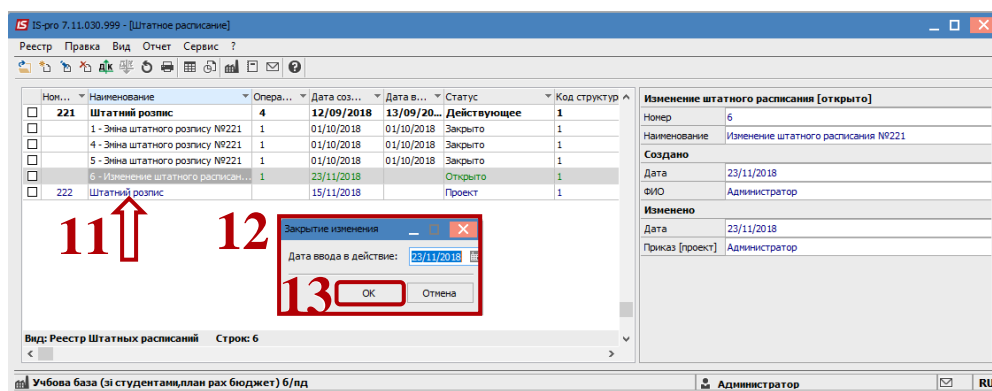 IS-pro 7.11.030.999 - [Штатное расписание]
Реестр Правка Вид Отчет Сервис ?
Ном... Наименование Опера... Дата соз... Дата в... Статус Код структур
221 Штатний розпис 4 12/09/2018 13/09/20... Действующее 1
1 - Зміна штатного розпису №221 1 01/10/2018 01/10/2018 Закрыто 1
4 - Зміна штатного розпису №221 1 01/10/2018 01/10/2018 Закрыто 1
5 - Зміна штатного розпису №221 1 01/10/2018 01/10/2018 Закрыто 1
6 - Изменение штатного расписан... 1 23/11/2018 Открыто 1
222 Штатний розпис 15/11/2018 Проект 1
11
12
Закрытие изменения
Дата ввода в действие: 23/11/2018
13
OK Отмена
Вид: Реестр Штатных расписаний Строк: 6
Изменение штатного расписания [открыто]
Номер 6
Наименование Изменение штатного расписания №221
Создано
Дата 23/11/2018
ФИО Администратор
Изменено
Дата 23/11/2018
Приказ [проект] Администратор
Учбова база (зі студентами,план рах бюджет) б/пд Администратор RU